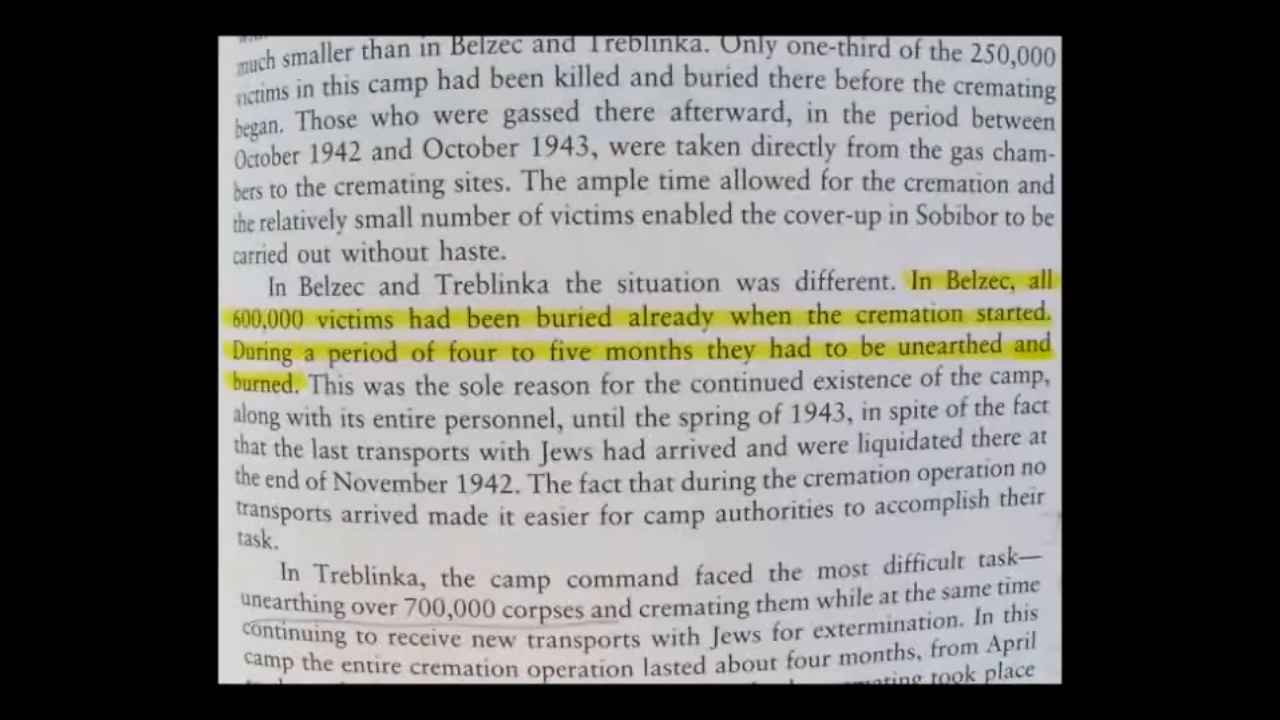 much smaller than in Belzec and Treblinka. Only one-third of the 250,000
victims in this camp had been killed and buried there before the cremating
began. Those who were gassed there afterward, in the period between
October 1942 and October 1943, were taken directly from the gas cham-
bers to the cremating sites. The ample time allowed for the cremation and
the relatively small number of victims enabled the cover-up in Sobibor to be
carried out without haste.
In Belzec and Treblinka the situation was different. In Belzec, all
600,000 victims had been buried already when the cremation started.
During a period of four to five months they had to be unearthed and
burned. This was the sole reason for the continued existence of the camp,
along with its entire personnel, until the spring of 1943, in spite of the fact
that the last transports with Jews had arrived and were liquidated there at
the end of November 1942. The fact that during the cremation operation no
transports arrived made it easier for camp authorities to accomplish their
task.
In Treblinka, the camp command faced the most difficult task—
unearthing over 700,000 corpses and cremating them while at the same time
continuing to receive new transports with Jews for extermination. In this
camp the entire cremation operation lasted about four months, from April
took place